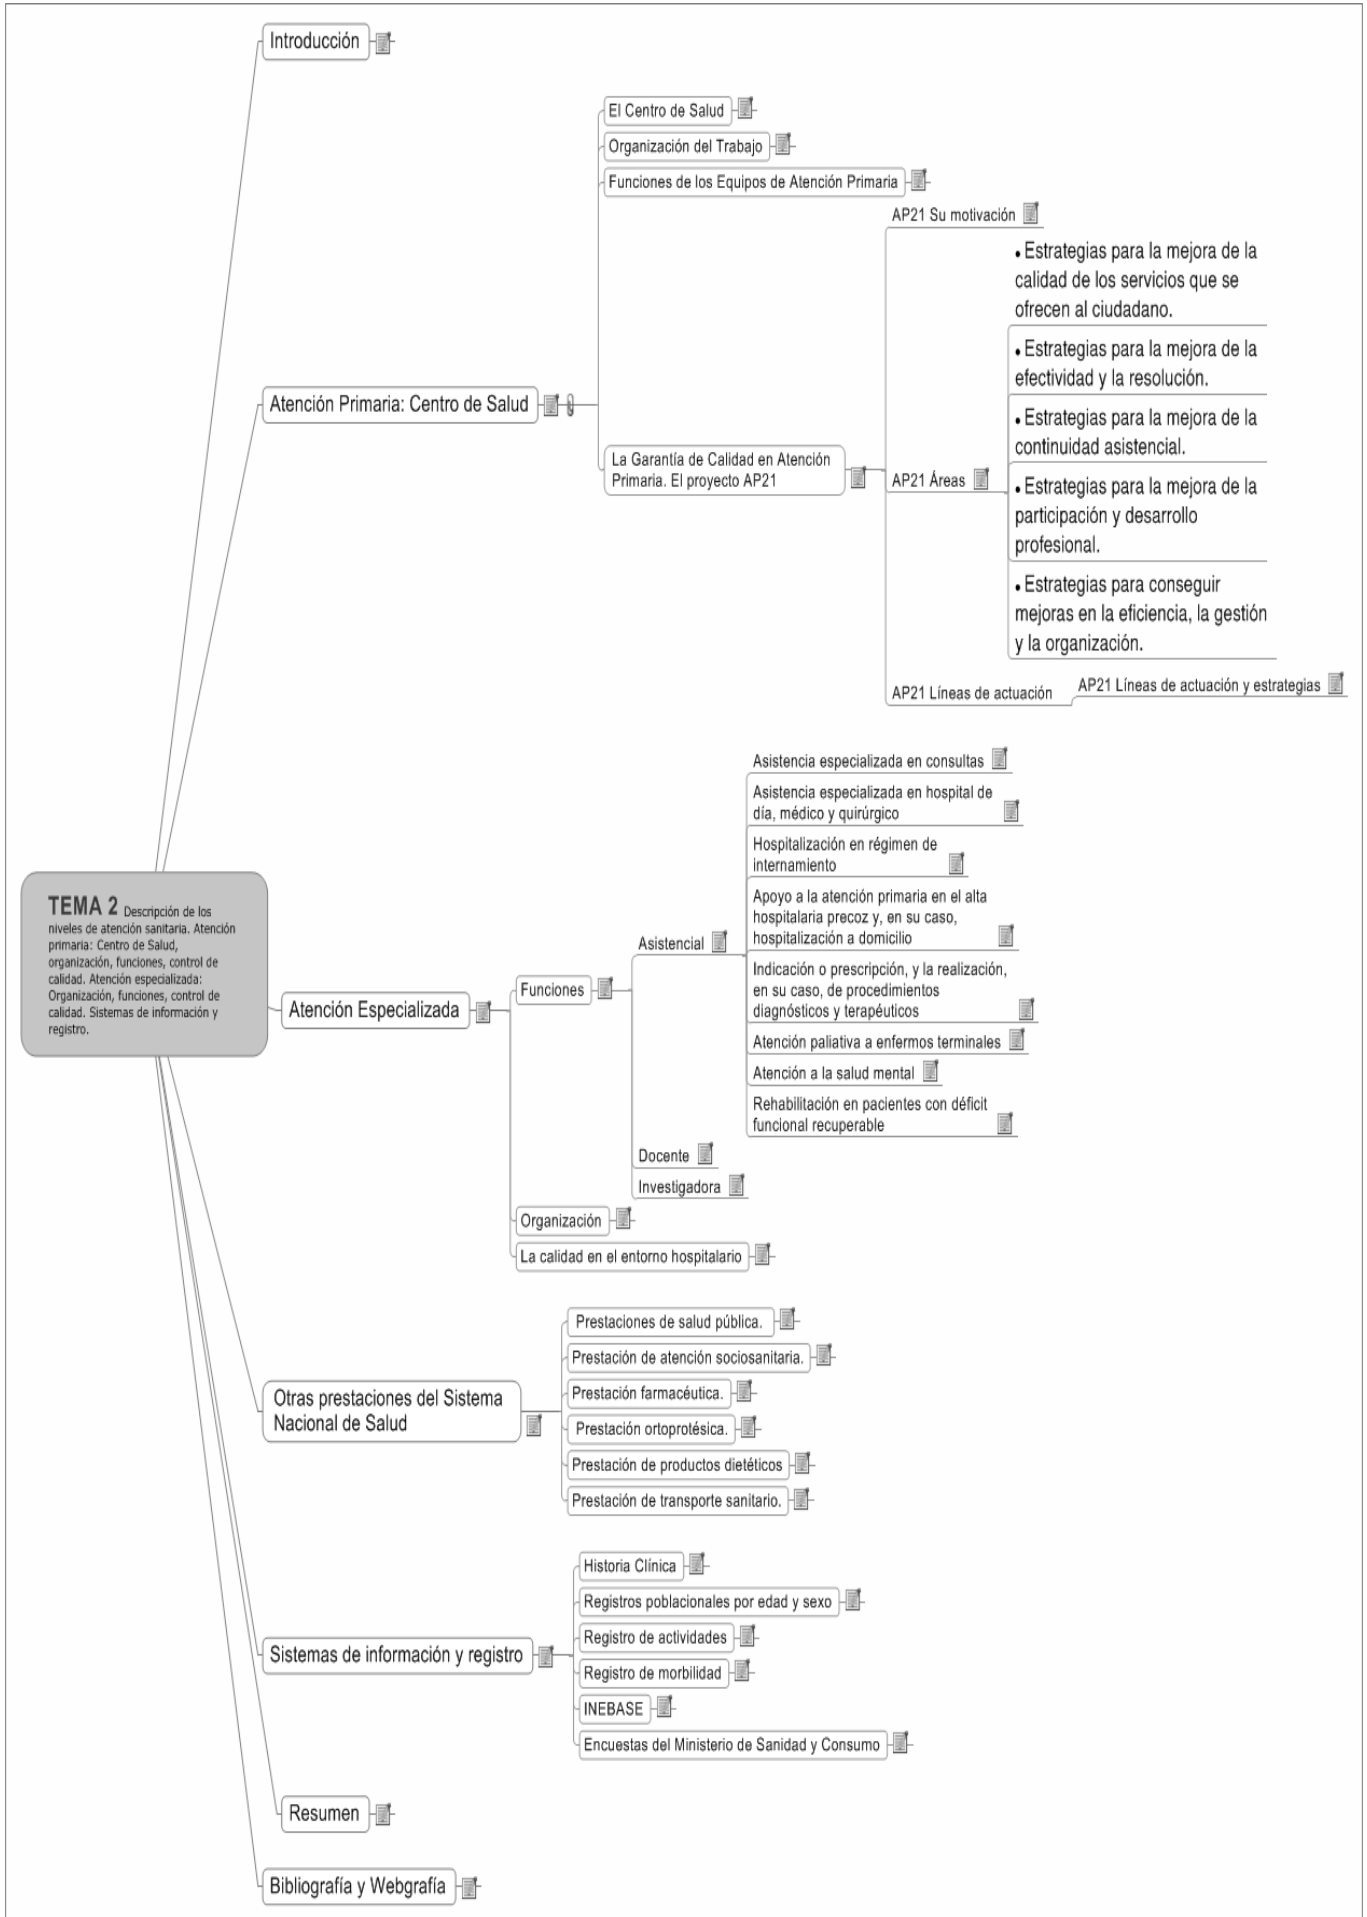 Introducción
El Centro de Salud
Organización del Trabajo
Funciones de los Equipos de Atención Primaria
AP21 Su motivación
• Estrategias para la mejora de la
calidad de los servicios que se
ofrecen al ciudadano.
• Estrategias para la mejora de la
efectividad y la resolución.
Atención Primaria: Centro de Salud
• Estrategias para la mejora de la
continuidad asistencial.
La Garantía de Calidad en Atención
Primaria. El proyecto AP21
AP21 Áreas
• Estrategias para la mejora de la
participación y desarrollo
profesional.
• Estrategias para conseguir
mejoras en la eficiencia, la gestión
y la organización.
AP21 Líneas de actuación
AP21 Líneas de actuación y estrategias
TEMA 2 Descripción de los
niveles de atención sanitaria. Atención
primaria: Centro de Salud,
organización, funciones, control de
calidad. Atención especializada:
Organización, funciones, control de
calidad. Sistemas de información y
registro.
Atención Especializada
Funciones
Asistencial
Asistencia especializada en consultas
Asistencia especializada en hospital de
día, médico y quirúrgico
Hospitalización en régimen de
internamiento
Apoyo a la atención primaria en el alta
hospitalaria precoz y, en su caso,
hospitalización a domicilio
Indicación o prescripción, y la realización,
en su caso, de procedimientos
diagnósticos y terapéuticos
Atención paliativa a enfermos terminales
Atención a la salud mental
Rehabilitación en pacientes con déficit
funcional recuperable
Docente
Investigadora
Organización
La calidad en el entorno hospitalario
Otras prestaciones del Sistema
Nacional de Salud
Prestaciones de salud pública.
Prestación de atención sociosanitaria.
Prestación farmacéutica.
Prestación ortoprotésica.
Prestación de productos dietéticos
Prestación de transporte sanitario.
Sistemas de información y registro
Historia Clínica
Registros poblacionales por edad y sexo
Registro de actividades
Registro de morbilidad
INEBASE
Encuestas del Ministerio de Sanidad y Consumo
Resumen
Bibliografía y Webgrafía